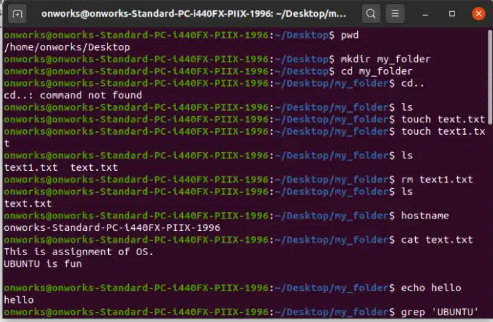 onworks@onworks-Standard-PC-i440FX-PIIX-1996: ~/Desktop/m...
onworks@onworks-Standard-PC-i440FX-PIIX-1996:~/Desktop$ pwd
/home/onworks/Desktop
onworks@onworks-Standard-PC-i440FX-PIIX-1996:~/Desktop$ mkdir my_folder
onworks@onworks-Standard-PC-i440FX-PIIX-1996:~/Desktop$ cd my_folder
onworks@onworks-Standard-PC-i440FX-PIIX-1996:~/Desktop/my_folder$ cd..
cd..: command not found
onworks@onworks-Standard-PC-i440FX-PIIX-1996:~/Desktop/my_folder$ ls
onworks@onworks-Standard-PC-i440FX-PIIX-1996:~/Desktop/my_folder$ touch text.txt
onworks@onworks-Standard-PC-i440FX-PIIX-1996:~/Desktop/my_folder$ touch text1.tx
t
onworks@onworks-Standard-PC-i440FX-PIIX-1996:~/Desktop/my_folder$ ls
text1.txt  text.txt
onworks@onworks-Standard-PC-i440FX-PIIX-1996:~/Desktop/my_folder$ rm text1.txt
onworks@onworks-Standard-PC-i440FX-PIIX-1996:~/Desktop/my_folder$ ls
text.txt
onworks@onworks-Standard-PC-i440FX-PIIX-1996:~/Desktop/my_folder$ hostname
onworks-Standard-PC-i440FX-PIIX-1996
onworks@onworks-Standard-PC-i440FX-PIIX-1996:~/Desktop/my_folder$ cat text.txt
This is assignment of OS.
UBUNTU is fun
onworks@onworks-Standard-PC-i440FX-PIIX-1996:~/Desktop/my_folder$ echo hello
hello
onworks@onworks-Standard-PC-i440FX-PIIX-1996:~/Desktop/my_folder$ grep 'UBUNTU'